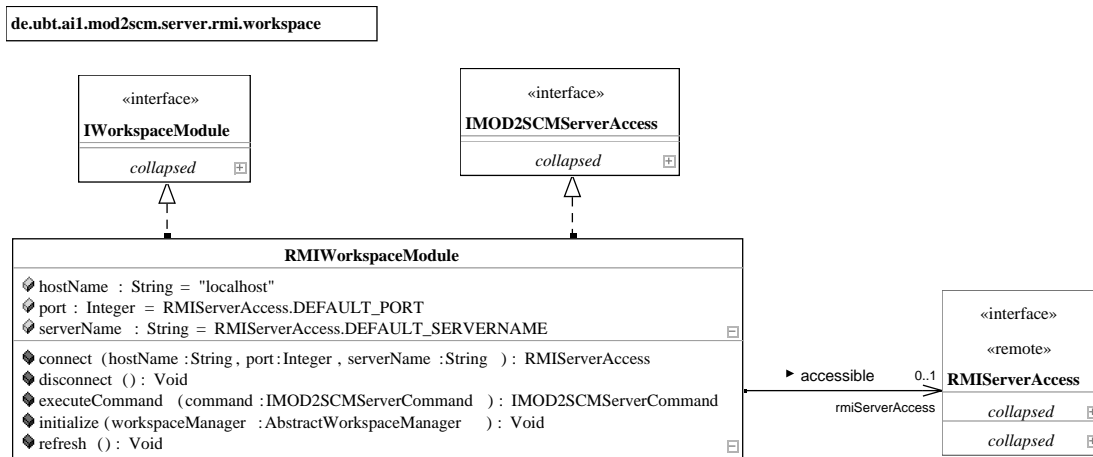 de.ubt.ai1.mod2scm.server.rmi.workspace
«interface»
IWorkspaceModule
collapsed
«interface»
IMOD2SCMServerAccess
collapsed
RMIWorkspaceModule
hostName : String = "localhost"
port : Integer = RMIServerAccess.DEFAULT_PORT
serverName : String = RMIServerAccess.DEFAULT_SERVERNAME
connect (hostName :String, port:Integer, serverName :String ): RMIServerAccess
disconnect (): Void
executeCommand (command :IMOD2SCMServerCommand ): IMOD2SCMServerCommand
initialize (workspaceManager :AbstractWorkspaceManager ): Void
refresh (): Void
accessible
0..1
rmiServerAccess
«interface»
«remote»
RMIServerAccess
collapsed
collapsed